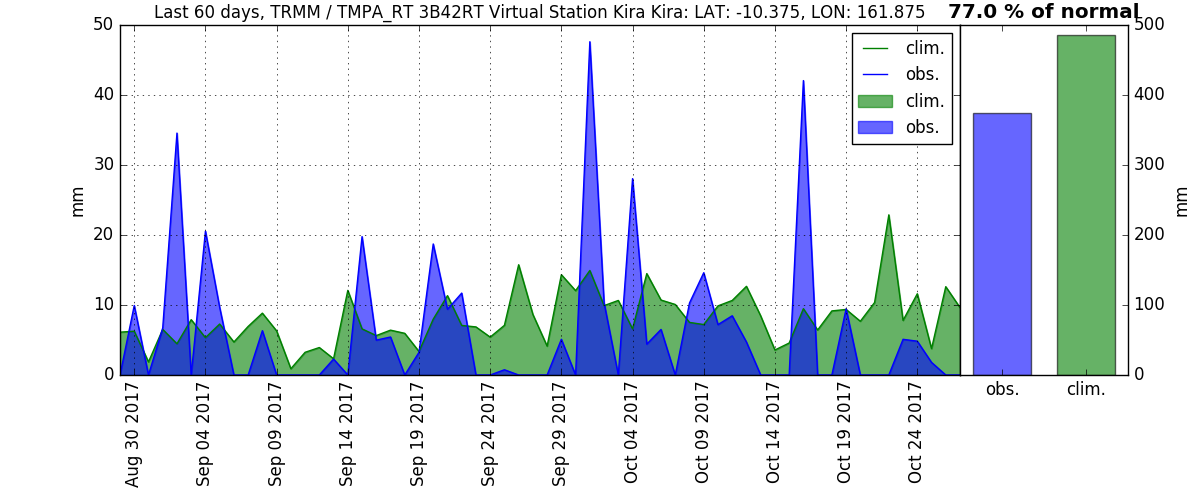 Last 60 days, TRMM / TMPA_RT 3B42RT Virtual Station Kira Kira: LAT: -10.375, LON: 161.875
77.0 % of normal
50
40
30
20
10
0
mm
clim.
obs.
clim.
obs.
500
400
300
200
100
0
mm
Aug 30 2017
Sep 04 2017
Sep 09 2017
Sep 14 2017
Sep 19 2017
Sep 24 2017
Sep 29 2017
Oct 04 2017
Oct 09 2017
Oct 14 2017
Oct 19 2017
Oct 24 2017
obs.
clim.